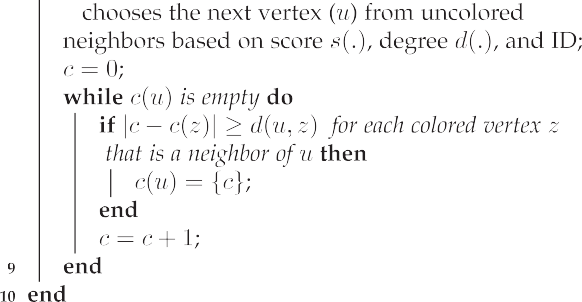 chooses the next vertex (u) from uncolored
neighbors based on score s(.), degree d(.), and ID;
c = 0;
while c(u) is empty do
if |c − c(z)| ≥ d(u, z) for each colored vertex z
that is a neighbor of u then
c(u) = {c};
end
c = c + 1;
9 end
10 end